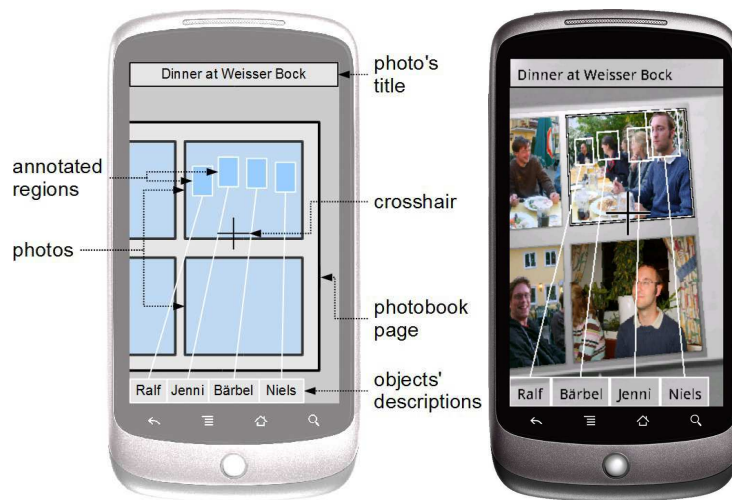 Dinner at Weisser Bock
photo's
title
annotated
regions
crosshair
photos
photobook
page
Ralf Jenni Bärbel Niels
objects'
descriptions
Dinner at Weisser Bock
Ralf Bärbel Jenni Niels